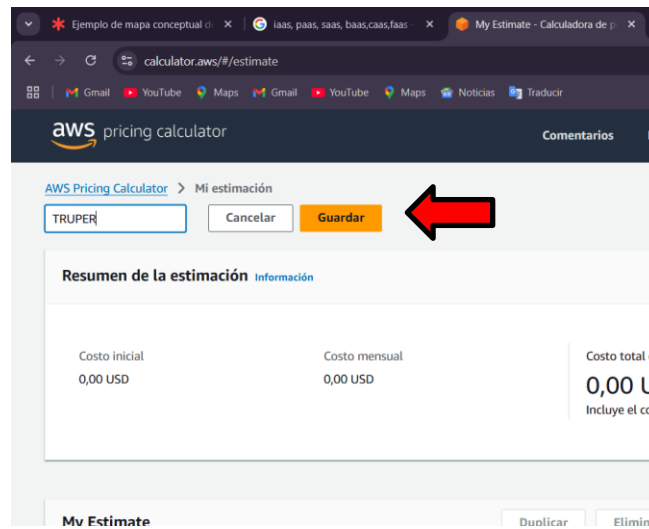 Ejemplo de mapa conceptual d
iaas, paas, saas, baas,caas,faas -
My Estimate - Calculadora de p
calculator.aws/#/estimate
Gmail YouTube Maps Gmail YouTube Maps Noticias Traducir
aws pricing calculator
Comentarios
AWS Pricing Calculator > Mi estimación
TRUPER
Cancelar
Guardar
Resumen de la estimación Información
Costo inicial
0,00 USD
Costo mensual
0,00 USD
Costo total
0,00 U
Incluye el co
My Estimate
Duplicar
Elimin